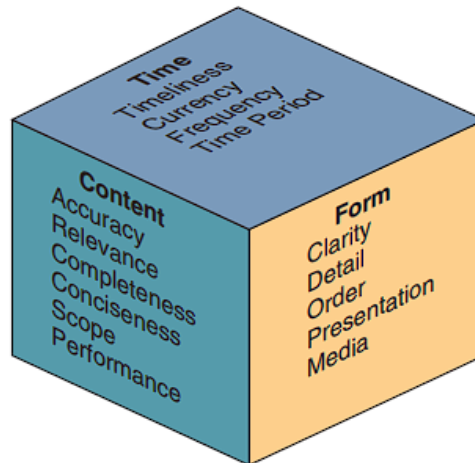 Time
Timeliness
Currency
Frequency
Time Period
Content
Accuracy
Relevance
Completeness
Conciseness
Scope
Performance
Form
Clarity
Detail
Order
Presentation
Media